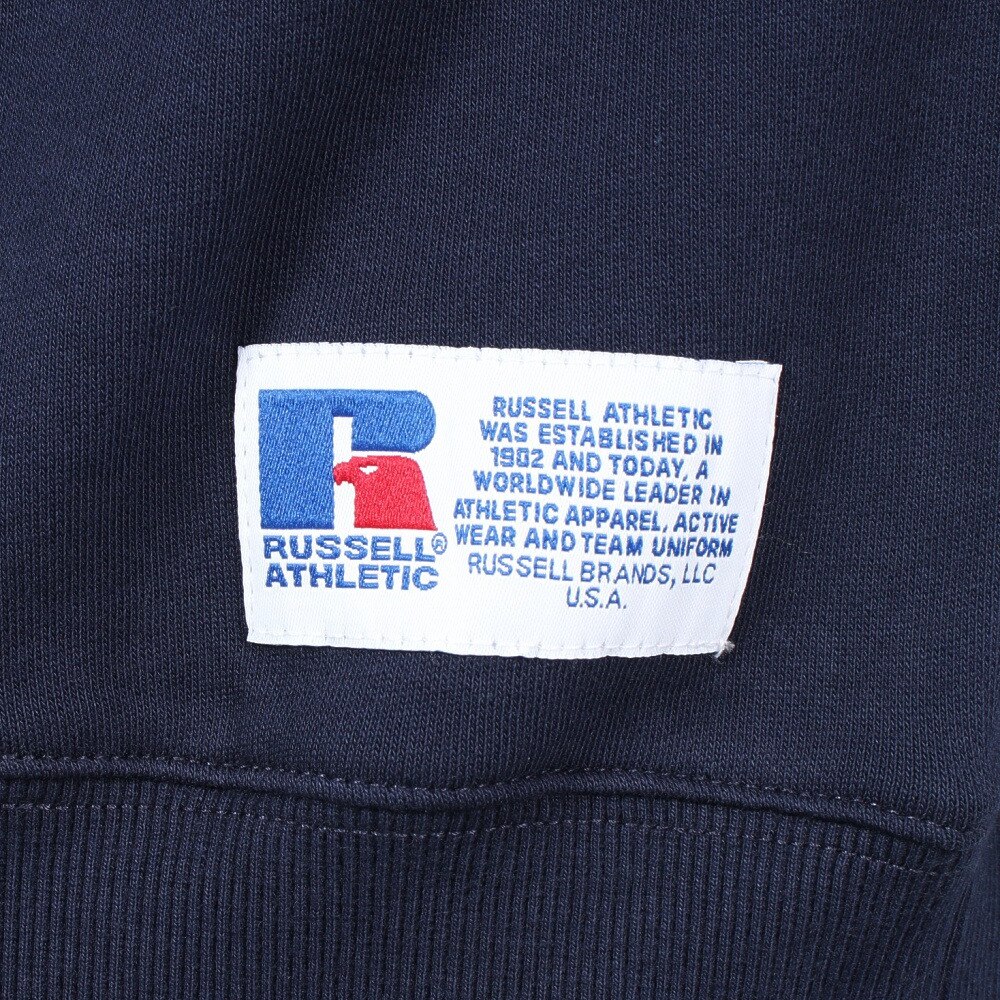 R
RUSSELL®
ATHLETIC
RUSSELL ATHLETIC
WAS ESTABLISHED IN
1902 AND TODAY, A
WORLDWIDE LEADER IN
ATHLETIC APPAREL, ACTIVE
WEAR AND TEAM UNIFORM
RUSSELL BRANDS, LLC
U.S.A.